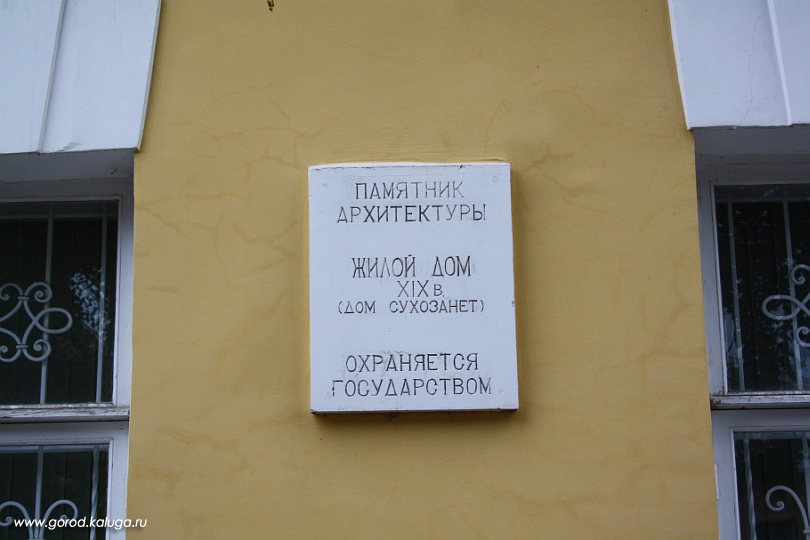 ПАМЯТНИК
АРХИТЕКТУРЫ
ЖИЛОЙ ДОМ
XIX В.
(ДОМ СУХОЗАНЕТ)
ОХРАНЯЕТСЯ
ГОСУДАРСТВОМ
www.gorod.kaluga.ru